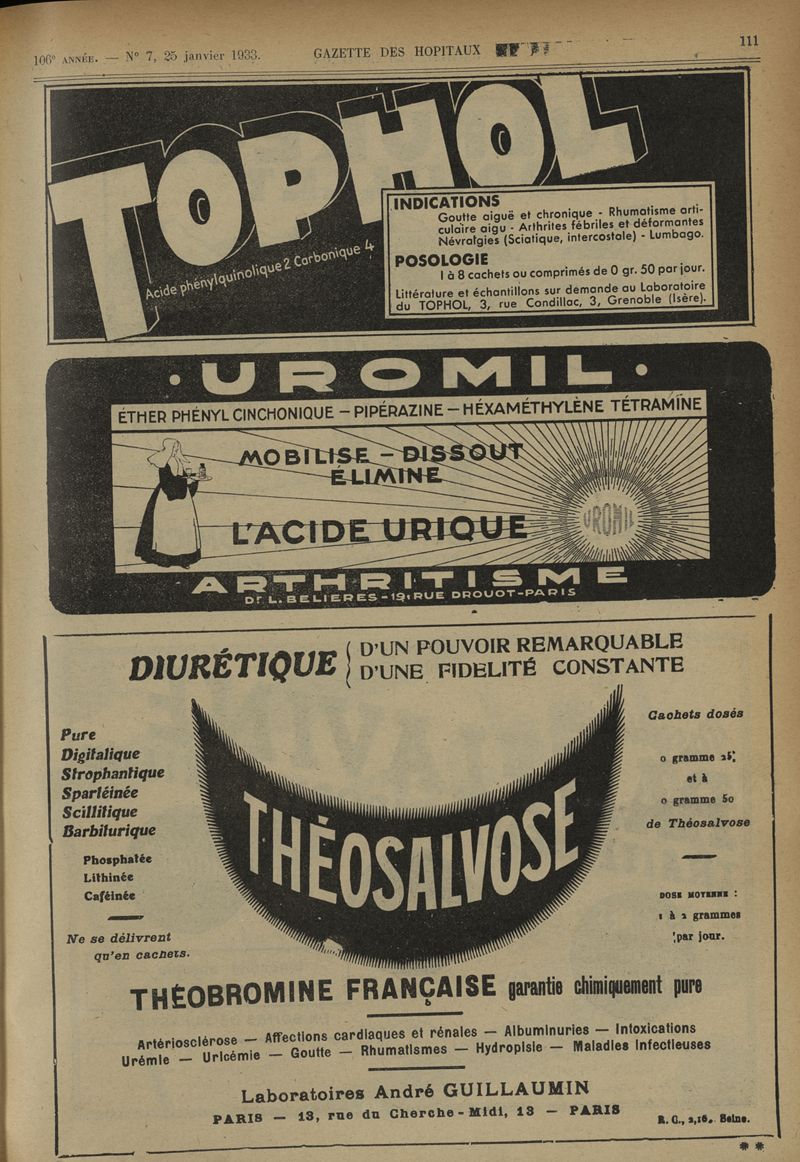 106e ANNÉE. — N° 7, 25 janvier 1933.
GAZETTE DES HOPITAUX
111
TOPHOL
Acide phénylquinolique 2 Carbonique 4
INDICATIONS
Goutte aiguë et chronique - Rhumatisme arti-
culaire aigu - Arthrites fébriles et déformantes
Névralgies (Sciatique, intercostale) - Lumbago.
POSOLOGIE
1 à 8 cachets ou comprimés de 0 gr. 50 par jour.
Littérature et échantillons sur demande au Laboratoire
du TOPHOL, 3, rue Condillac, 3, Grenoble (Isère).
· UROMIL ·
ÉTHER PHÉNYL CINCHONIQUE — PIPÉRAZINE — HÉXAMÉTHYLÈNE TÉTRAMINE
MOBILISE — DISSOUT
ÉLIMINE
L'ACIDE URIQUE
UROMIL
ARTHRITISME
Dr L. BELIERES - 19, RUE DROUOT - PARIS
DIURÉTIQUE
D'UN POUVOIR REMARQUABLE
D'UNE FIDELITÉ CONSTANTE
Pure
Digitalique
Strophantique
Spartéinée
Scillitique
Barbiturique
Phosphatée
Lithinée
Caféinée
Ne se délivrent
qu'en cachets.
THÉOSALVOSE
Cachets dosés
0 gramme 25
et à
0 gramme 50
de Théosalvose
DOSE MOYENNE :
1 à 2 grammes
par jour.
THÉOBROMINE FRANÇAISE garantie chimiquement pure
Artériosclérose — Affections cardiaques et rénales — Albuminuries — Intoxications
Urémie — Uricémie — Goutte — Rhumatismes — Hydropisie — Maladies Infectieuses
Laboratoires André GUILLAUMIN
PARIS — 13, rue du Cherche-Midi, 13 — PARIS
R. C., 2,16. Seine.
* *